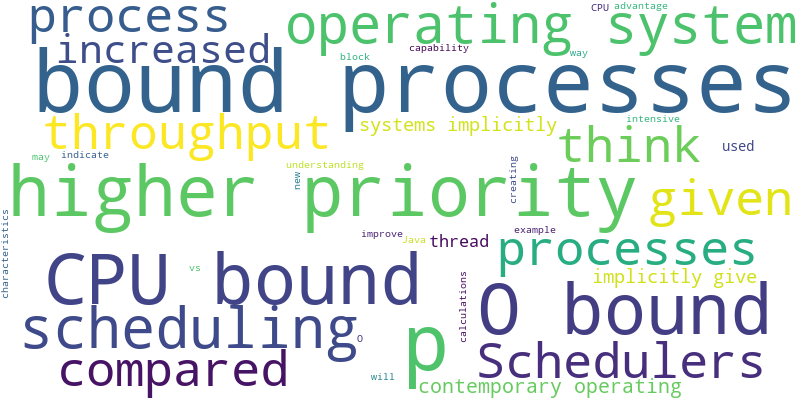 process
operating system
CPU advantage
increased
capability
block
way
bound processes
throughput
systems implicitly
intensive
think
used
may
indicate
understanding
new
creating
higher priority
given
characteristics
improve
Java
thread
example
processes
vs
CPU bound
implicitly give
calculations
O bound
scheduling
O
p
Schedulers
compared
will
contemporary operating